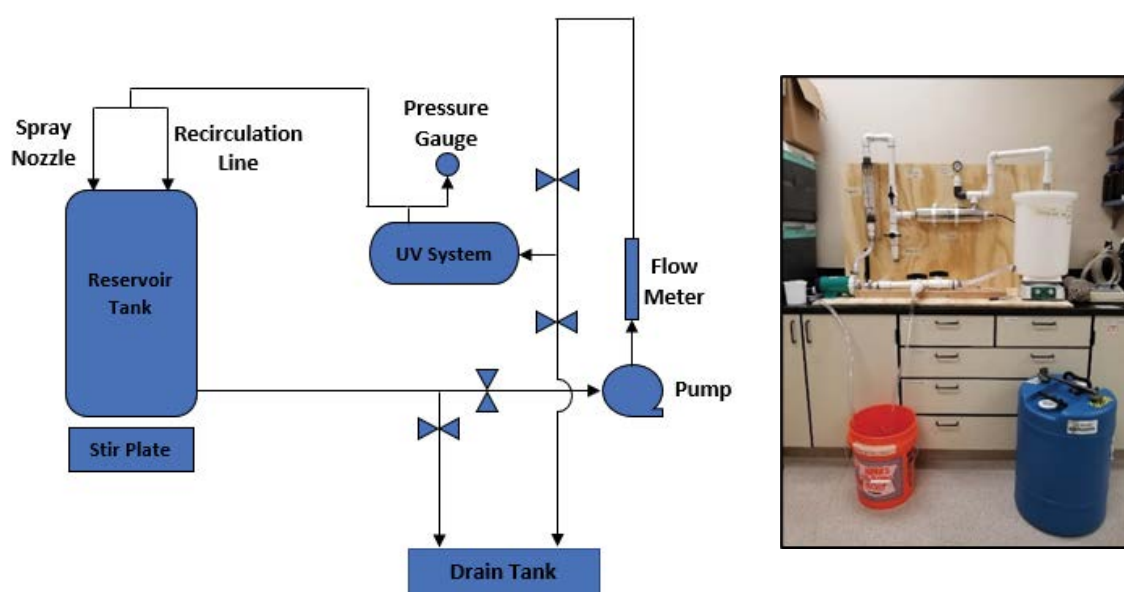 Spray
Nozzle
Recirculation
Line
Pressure
Gauge
UV System
Reservoir
Tank
Flow
Meter
Pump
Stir Plate
Drain Tank